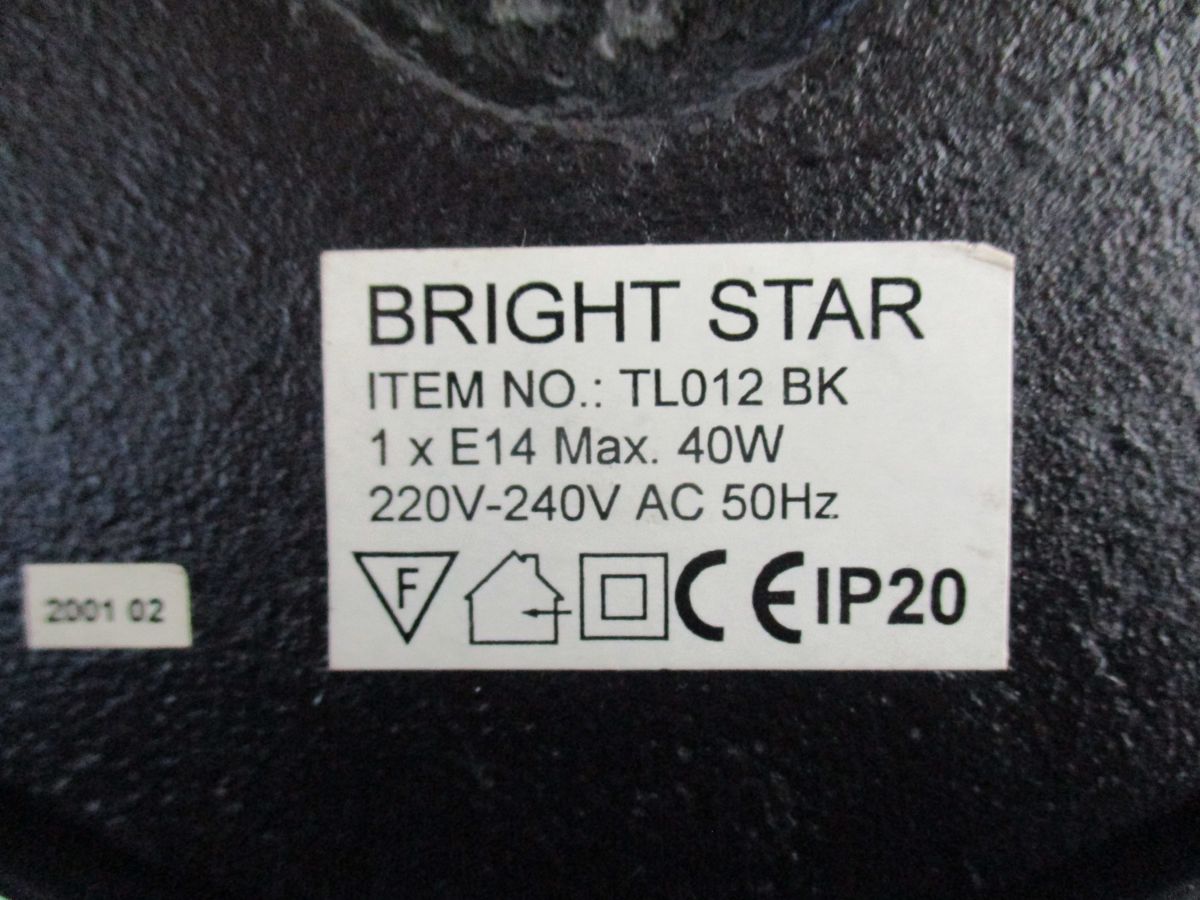 BRIGHT STAR
ITEM NO.: TL012 BK
1 x E14 Max. 40W
220V-240V AC 50Hz
F CE IP20
2001 02